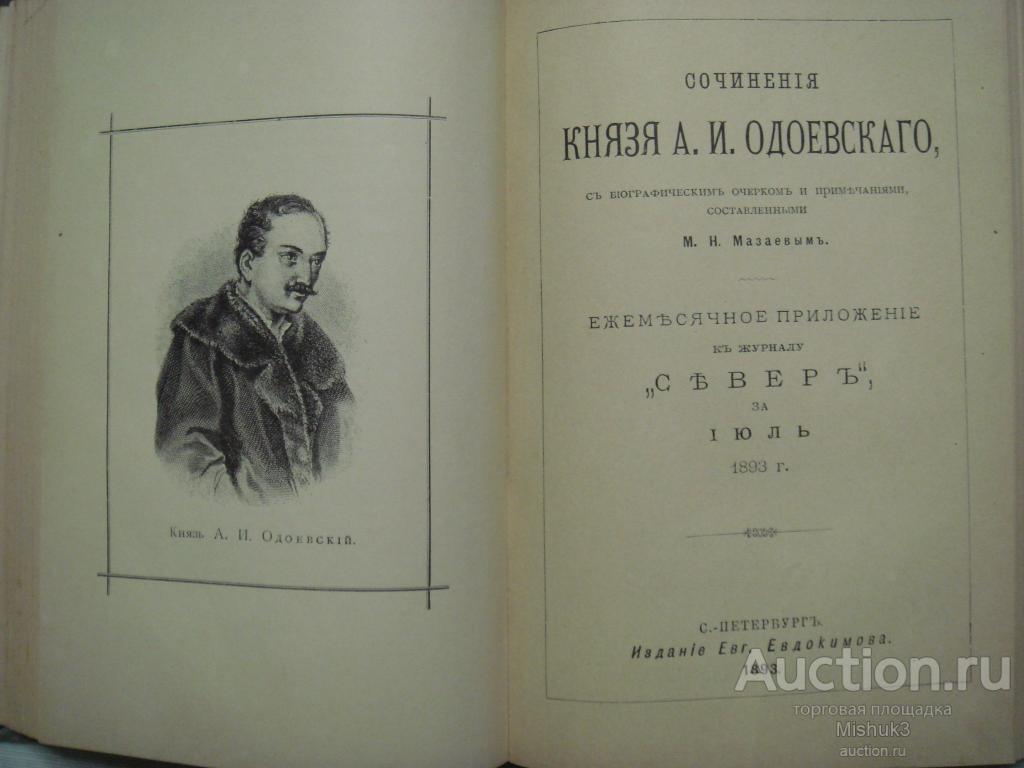 Князь А. И. Одоевскій.
СОЧИНЕНІЯ
КНЯЗЯ А. И. ОДОЕВСКАГО,
СЪ БІОГРАФИЧЕСКИМЪ ОЧЕРКОМЪ И ПРИМѢЧАНІЯМИ,
СОСТАВЛЕННЫМИ
М. Н. Мазаевымъ.
ЕЖЕМѢСЯЧНОЕ ПРИЛОЖЕНІЕ
КЪ ЖУРНАЛУ
„СѢВЕРЪ“,
ЗА
ІЮЛЬ
1893 г.
С.-ПЕТЕРБУРГЪ.
Изданіе Евг. Евдокимова.
1893.
Auction.ru
торговая площадка
Mishuk3
auction.ru